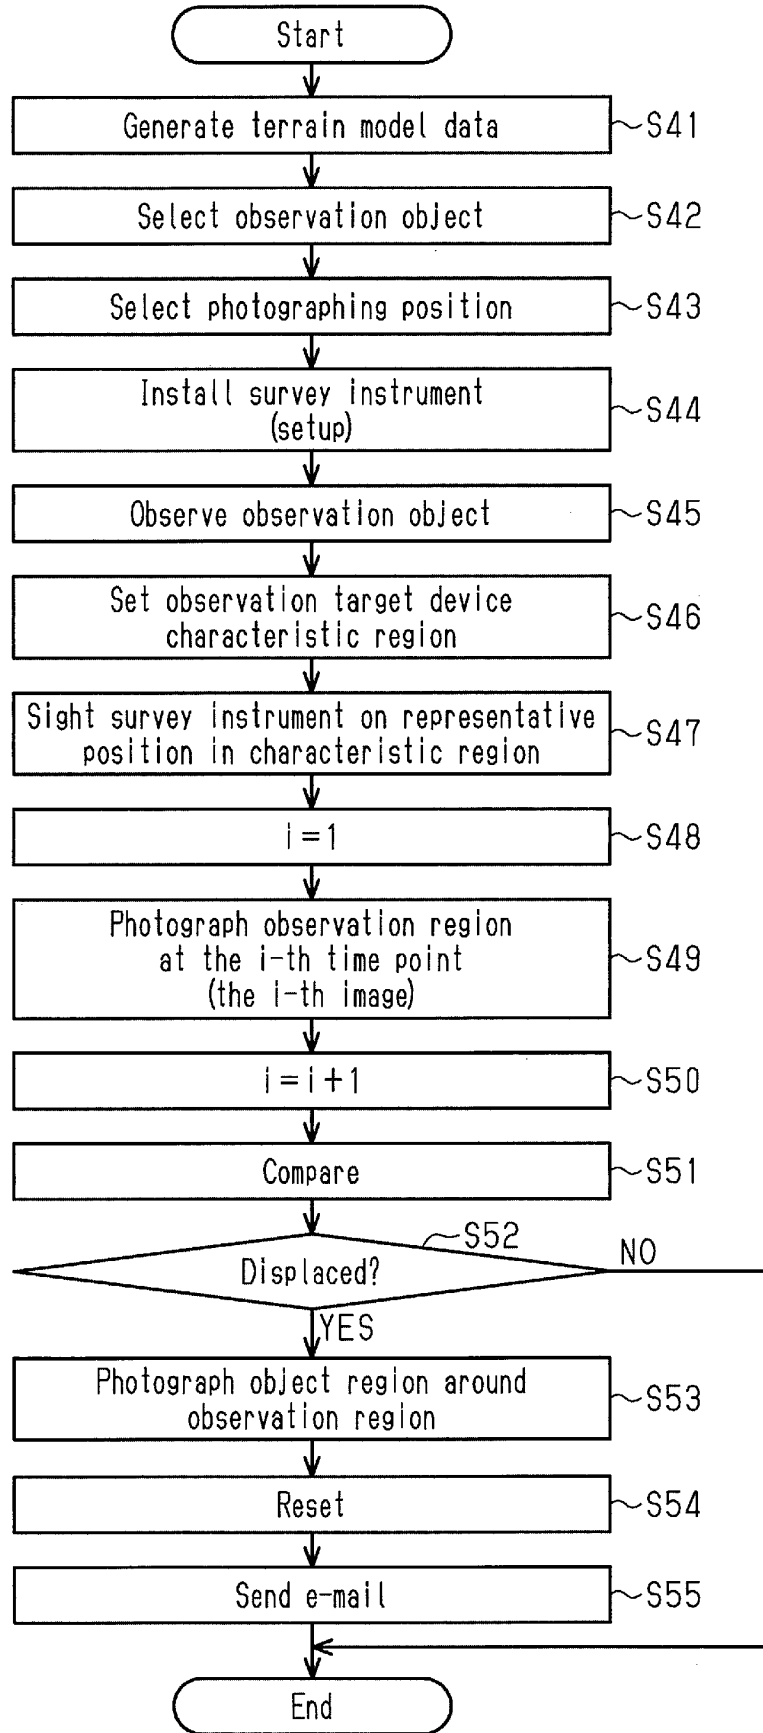 Start
Generate terrain model data
S41
Select observation object
S42
Select photographing position
S43
Install survey instrument
(setup)
S44
Observe observation object
S45
Set observation target device
characteristic region
S46
Sight survey instrument on representative
position in characteristic region
S47
i=1
S48
Photograph observation region
at the i-th time point
(the i-th image)
S49
i=i+1
S50
Compare
S51
S52
Displaced?
NO
YES
Photograph object region around
observation region
S53
Reset
S54
Send e-mail
S55
End